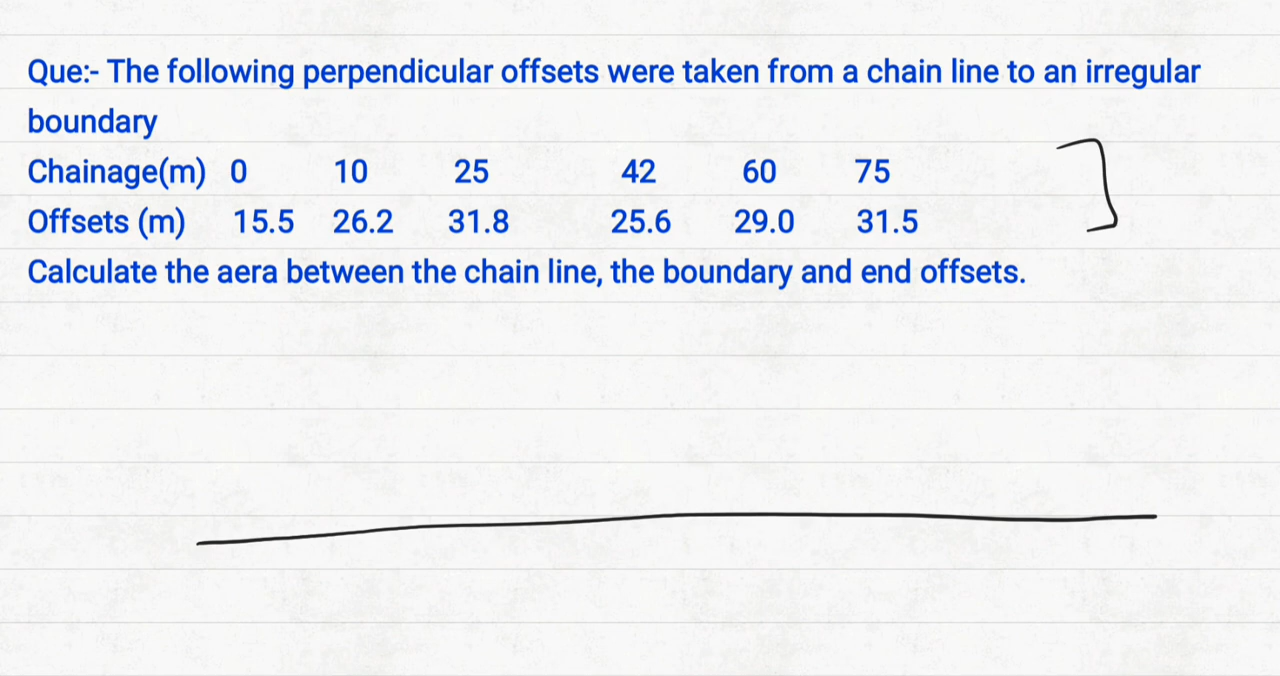 Que:- The following perpendicular offsets were taken from a chain line to an irregular
boundary
Chainage(m) 0 10 25 42 60 75
Offsets (m) 15.5 26.2 31.8 25.6 29.0 31.5
Calculate the aera between the chain line, the boundary and end offsets.